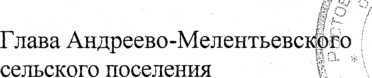 Глава Андреево-Мелентьевского
сельского поселения